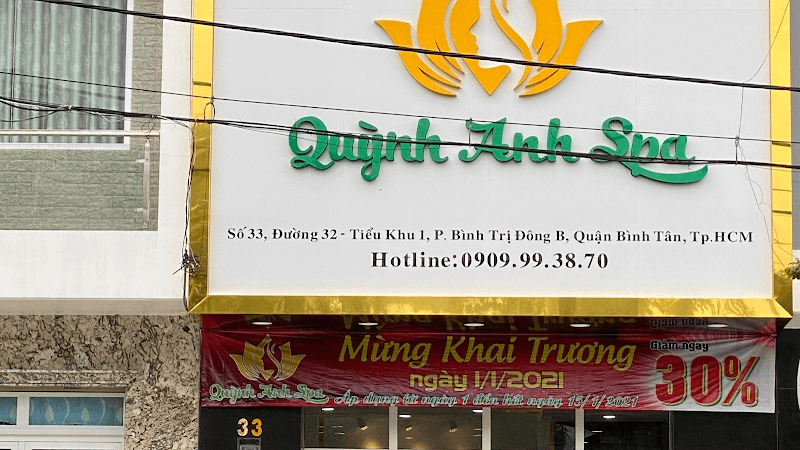 Quỳnh Anh Spa
Số 33, Đường 32 - Tiểu Khu 1, P. Bình Trị Đông B, Quận Bình Tân, Tp.HCM
Hotline: 0909.99.38.70
Mừng Khai Trương
ngày 1/1/2021
Giảm ngay
30%
Quỳnh Anh Spa
Áp dụng từ ngày 1 đến hết ngày 15/1/2021
33